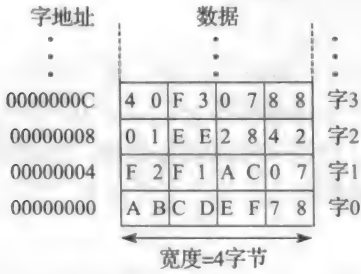 字地址 数据
0000000C 4 0 F 3 0 7 8 8 字3
00000008 0 1 E E 2 8 4 2 字2
00000004 F 2 F 1 A C 0 7 字1
00000000 A B C D E F 7 8 字0
宽度=4字节